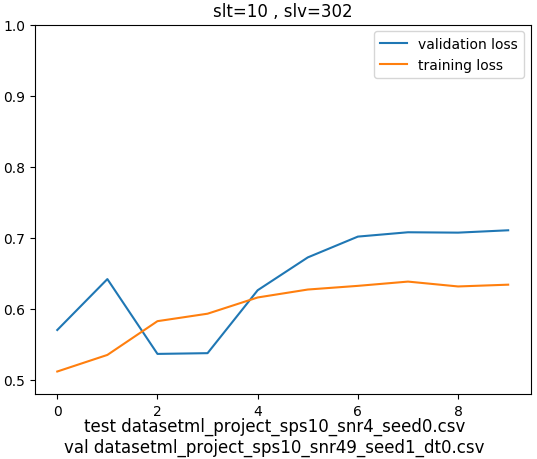 slt=10 , slv=302
validation loss
training loss
1.0
0.9
0.8
0.7
0.6
0.5
0 2 4 6 8
test datasetml_project_sps10_snr4_seed0.csv
val datasetml_project_sps10_snr49_seed1_dt0.csv